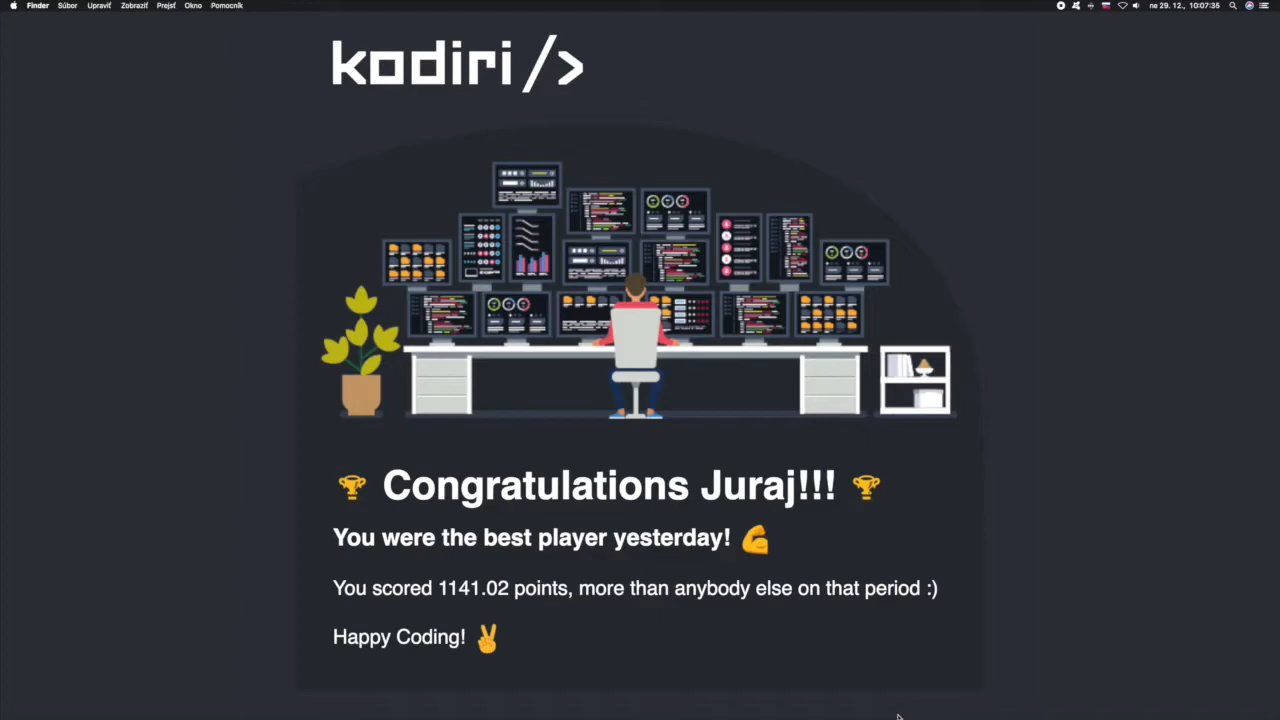 Finder Súbor Upraviť Zobraziť Prejsť Okno Pomocník ne 29. 12., 10:07:35
kodiri />
🏆 Congratulations Juraj!!! 🏆
You were the best player yesterday! 💪
You scored 1141.02 points, more than anybody else on that period :)
Happy Coding! ✌